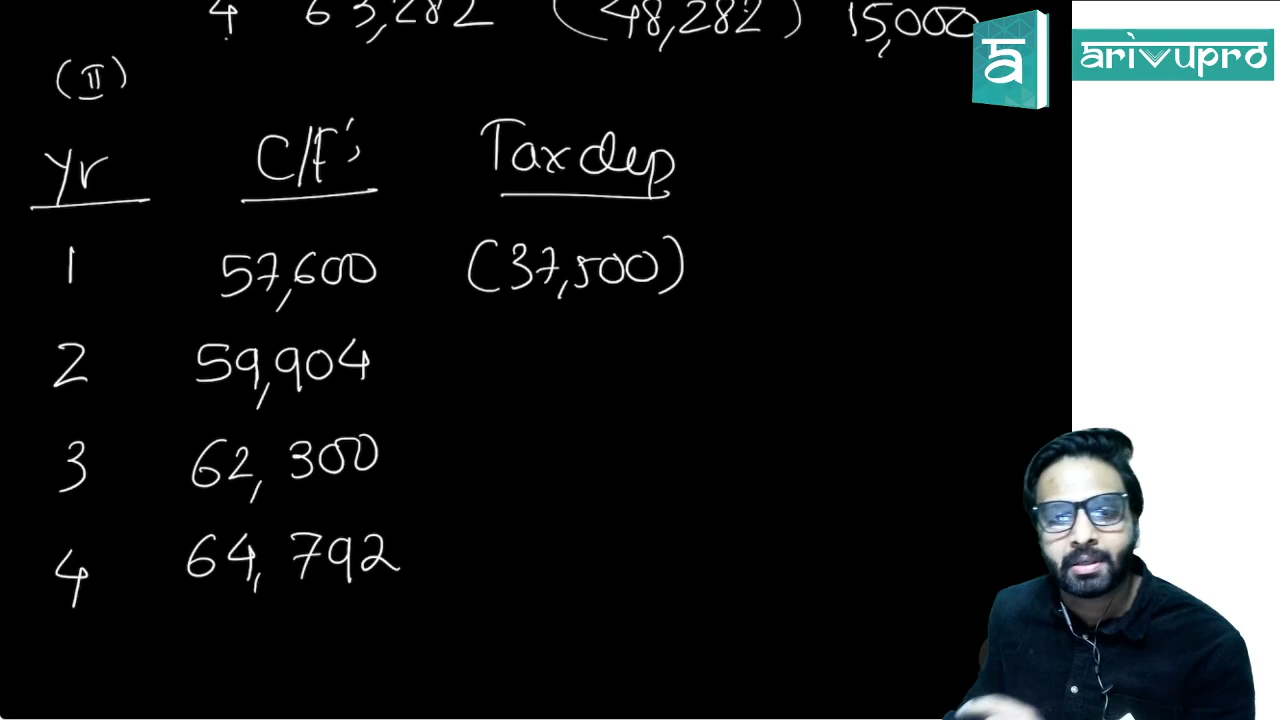 4 63,282 (48,282) 15,000
a arivupro
(II)
Yr C/F's Tax dep
1 57,600 (37,500)
2 59,904
3 62,300
4 64,792